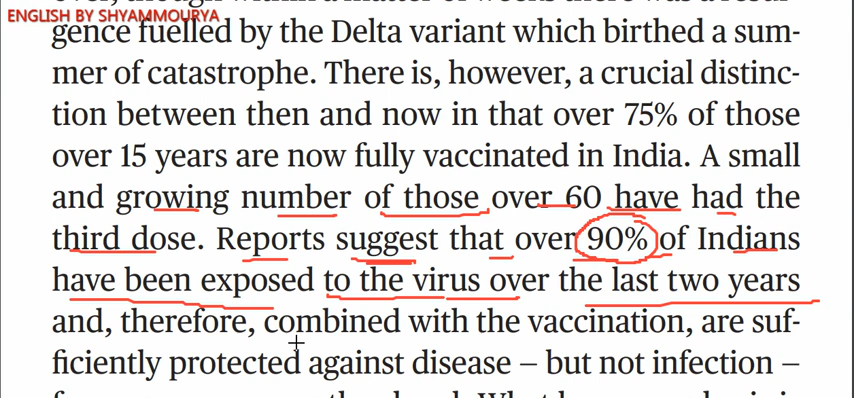 ENGLISH BY SHYAMMOURYA
gence fuelled by the Delta variant which birthed a sum-
mer of catastrophe. There is, however, a crucial distinc-
tion between then and now in that over 75% of those
over 15 years are now fully vaccinated in India. A small
and growing number of those over 60 have had the
third dose. Reports suggest that over 90% of Indians
have been exposed to the virus over the last two years
and, therefore, combined with the vaccination, are suf-
ficiently protected against disease – but not infection –